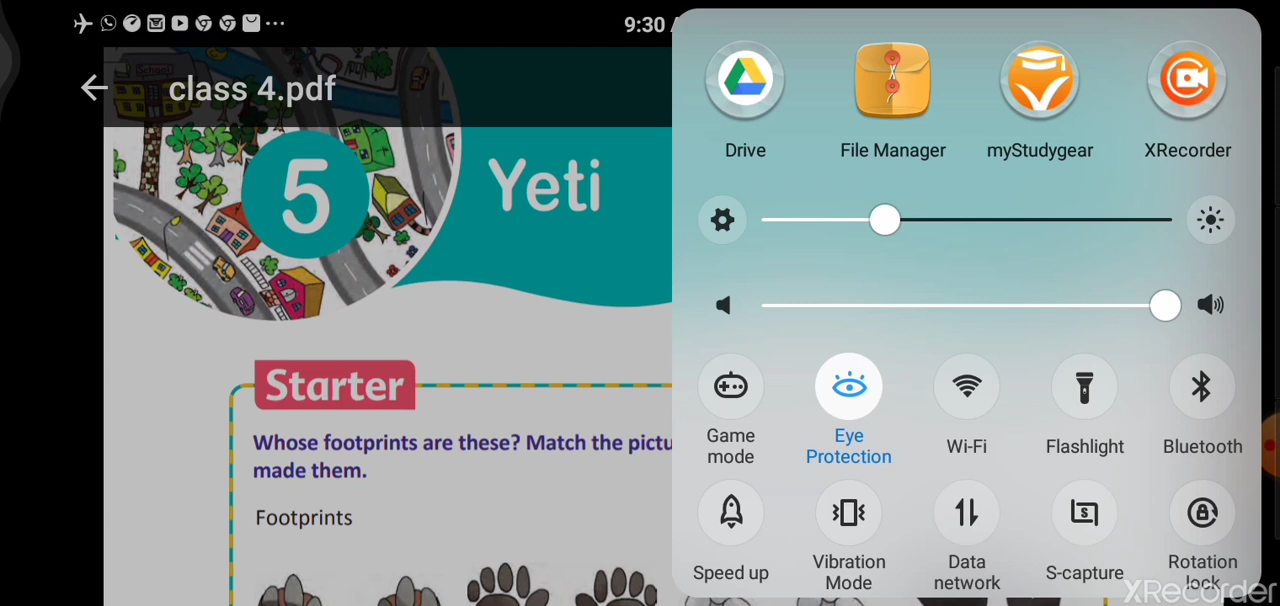 9:30
class 4.pdf
School
5
Yeti
Starter
Whose footprints are these? Match the pictu
made them.
Footprints
Drive
File Manager
myStudygear
XRecorder
Game
mode
Eye
Protection
Wi-Fi
Flashlight
Bluetooth
Speed up
Vibration
Mode
Data
network
S-capture
Rotation
lock
XRecorder